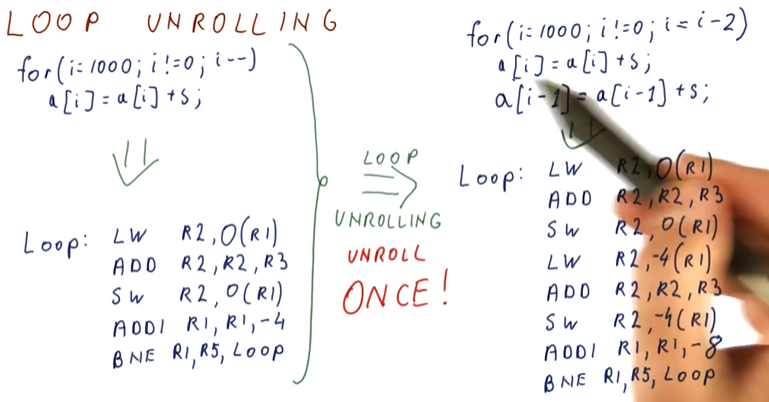 LOOP UNROLLING
for(i=1000; i!=0; i--)
a[i]=a[i]+s;
Loop: LW R2,0(R1)
ADD R2,R2,R3
SW R2,0(R1)
ADDI R1,R1,-4
BNE R1,R5,Loop
LOOP
UNROLLING
UNROLL
ONCE!
for(i=1000; i!=0; i=i-2)
a[i]=a[i]+s;
a[i-1]=a[i-1]+s;
Loop: LW R2,0(R1)
ADD R2,R2,R3
SW R2,0(R1)
LW R2,-4(R1)
ADD R2,R2,R3
SW R2,-4(R1)
ADDI R1,R1,-8
BNE R1,R5,Loop